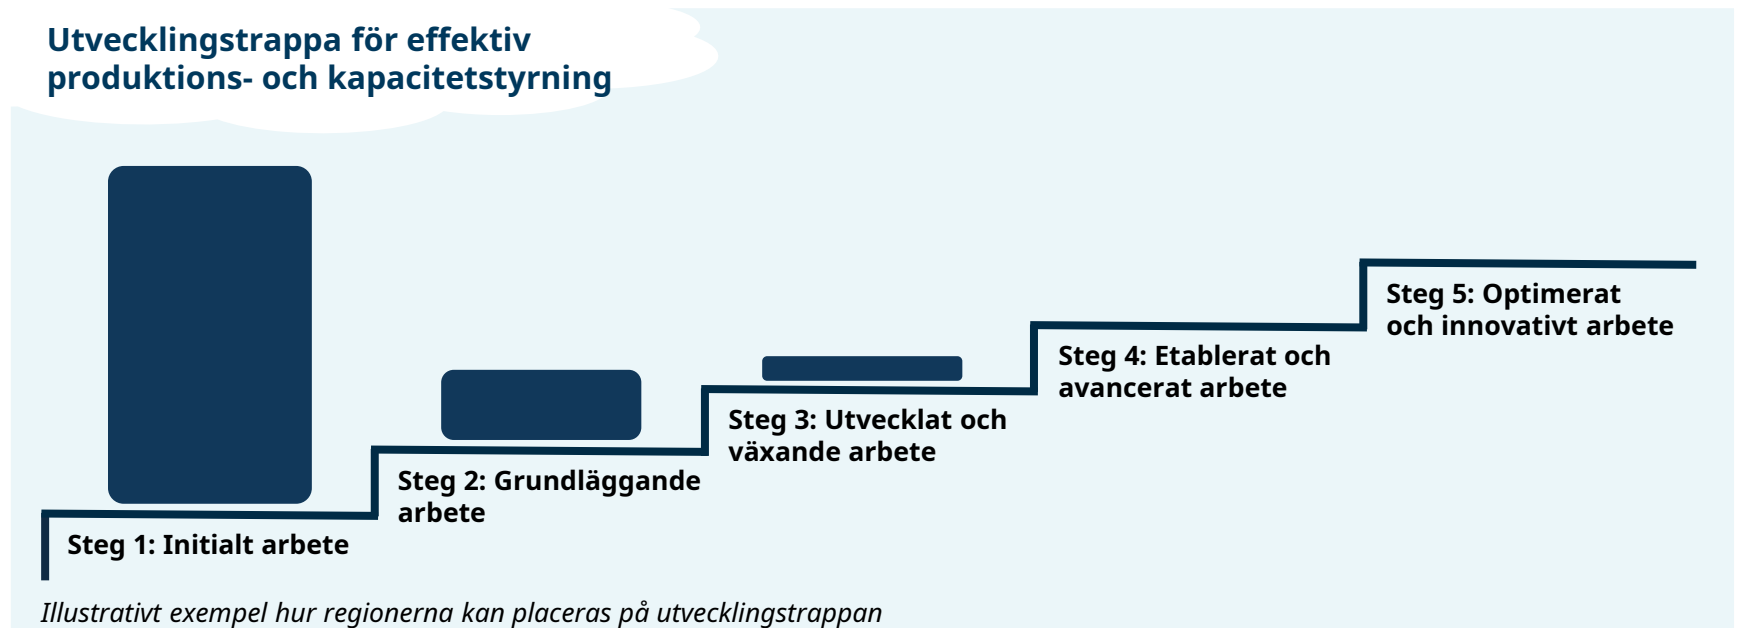 Utvecklingstrappa för effektiv
produktions- och kapacitetstyrning
Steg 1: Initialt arbete
Steg 2: Grundläggande
arbete
Steg 3: Utvecklat och
växande arbete
Steg 4: Etablerat och
avancerat arbete
Steg 5: Optimerat
och innovativt arbete
Illustrativt exempel hur regionerna kan placeras på utvecklingstrappan